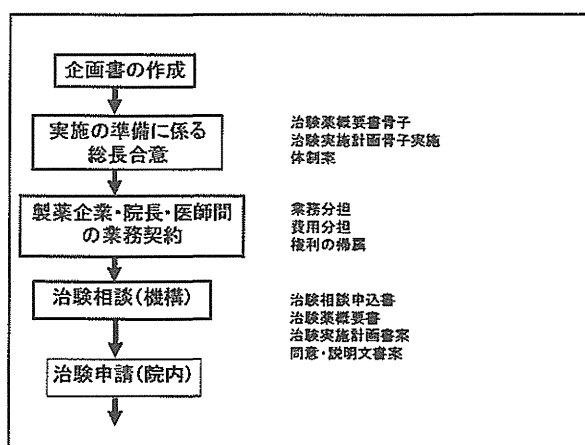 企画書の作成
実施の準備に係る
総長合意
治験薬概要書骨子
治験実施計画骨子実施
体制案
製薬企業・院長・医師間
の業務契約
業務分担
費用分担
権利の帰属
治験相談(機構)
治験相談申込書
治験薬概要書
治験実施計画書案
同意・説明文書案
治験申請(院内)